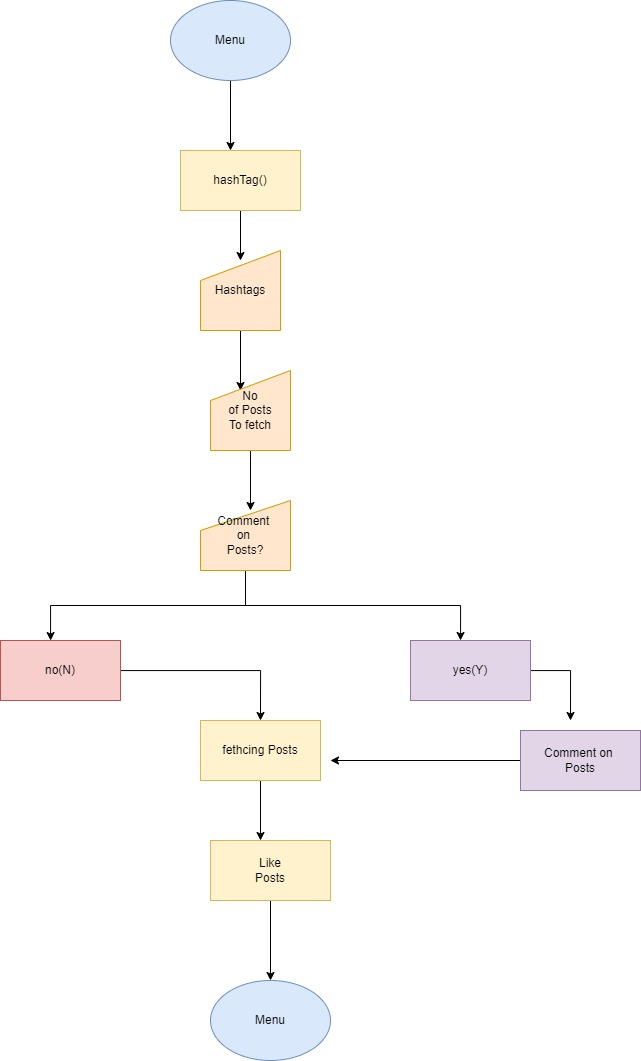 Menu
hashTag()
Hashtags
No
of Posts
To fetch
Comment
on
Posts?
no(N)
yes(Y)
fethcing Posts
Comment on
Posts
Like
Posts
Menu